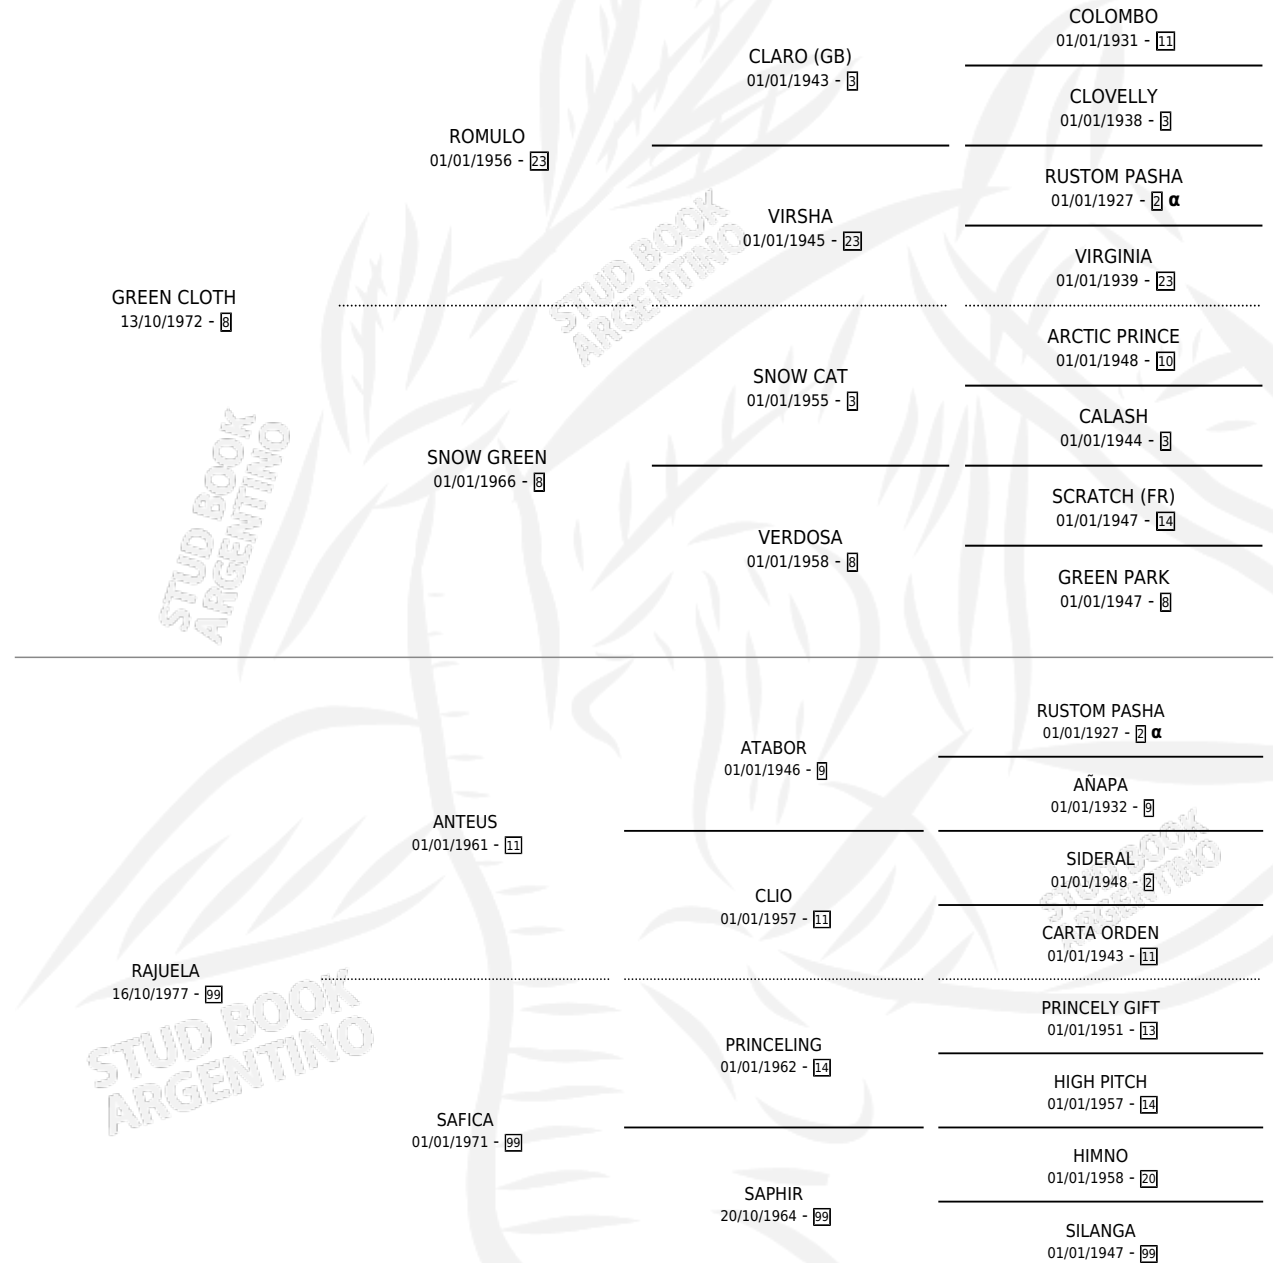 COLOMBO
01/01/1931 - 11
CLARO (GB)
01/01/1943 - 3
CLOVELLY
01/01/1938 - 3
ROMULO
01/01/1956 - 23
RUSTOM PASHA
01/01/1927 - 2 α
VIRSHA
01/01/1945 - 23
VIRGINIA
01/01/1939 - 23
GREEN CLOTH
13/10/1972 - 8
ARCTIC PRINCE
01/01/1948 - 10
SNOW CAT
01/01/1955 - 3
CALASH
01/01/1944 - 3
SNOW GREEN
01/01/1966 - 8
SCRATCH (FR)
01/01/1947 - 14
VERDOSA
01/01/1958 - 8
GREEN PARK
01/01/1947 - 8
STUD BOOK
ARGENTINO
STUD BOOK
ARGENTINO
RUSTOM PASHA
01/01/1927 - 2 α
ATABOR
01/01/1946 - 9
AÑAPA
01/01/1932 - 9
ANTEUS
01/01/1961 - 11
SIDERAL
01/01/1948 - 2
CLIO
01/01/1957 - 11
CARTA ORDEN
01/01/1943 - 11
STUD BOOK
ARGENTINO
RAJUELA
16/10/1977 - 99
PRINCELY GIFT
01/01/1951 - 13
PRINCELING
01/01/1962 - 14
HIGH PITCH
01/01/1957 - 14
SAFICA
01/01/1971 - 99
HIMNO
01/01/1958 - 20
SAPHIR
20/10/1964 - 99
SILANGA
01/01/1947 - 99
STUD BOOK
ARGENTINO